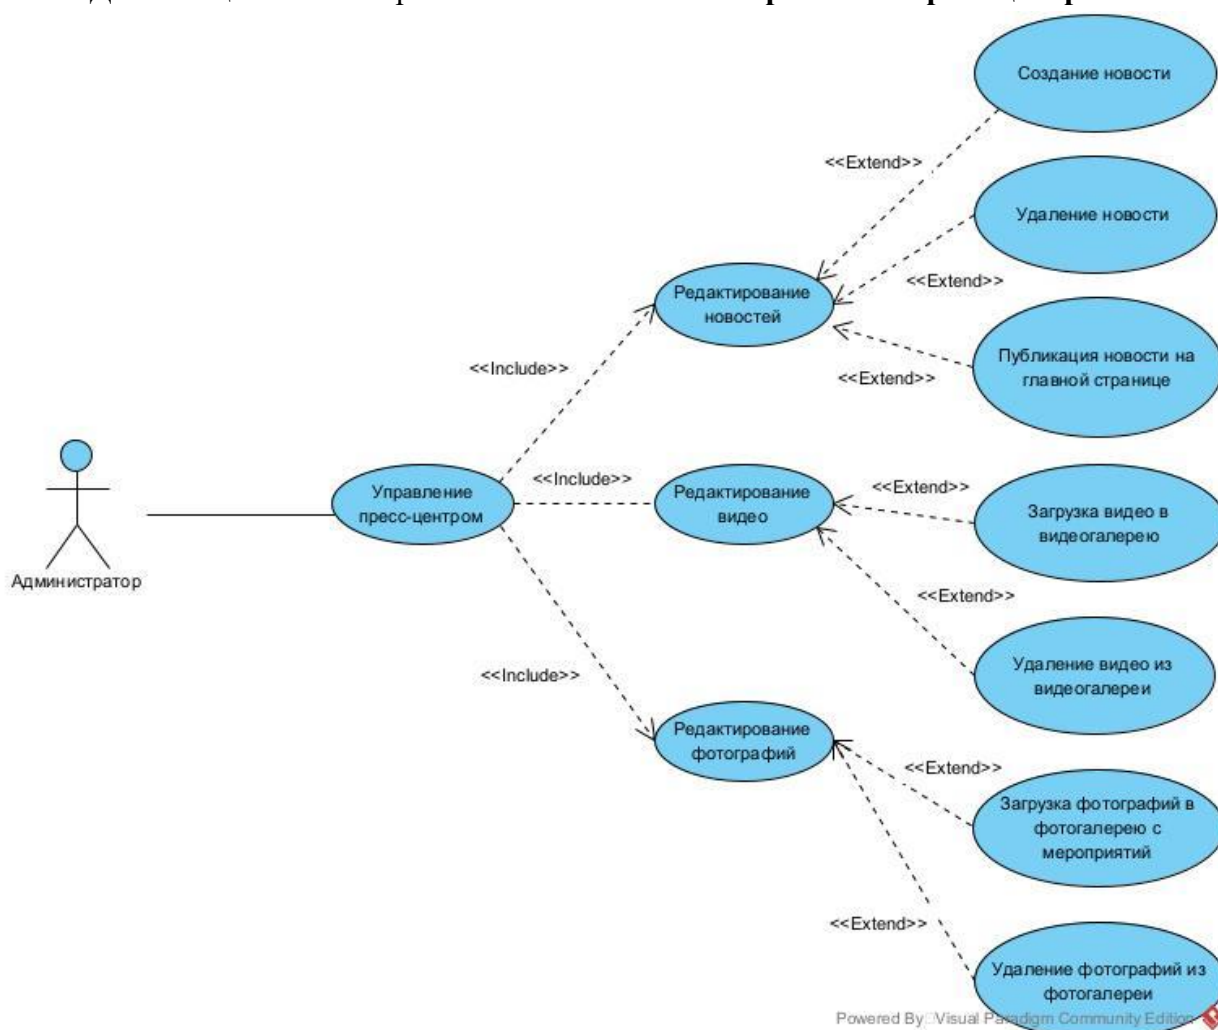 Создание новости
<<Extend>>
Удаление новости
<<Extend>>
Редактирование
новостей
Публикация новости на
главной странице
<<Include>>
<<Extend>>
Управление
пресс-центром
<<Include>>
Редактирование
видео
<<Extend>>
Загрузка видео в
видеогалерею
Администратор
<<Extend>>
<<Include>>
Удаление видео из
видеогалереи
Редактирование
фотографий
<<Extend>>
Загрузка фотографий в
фотогалерею с
мероприятий
<<Extend>>
Удаление фотографий из
фотогалереи
Powered By Visual Paradigm Community Edition